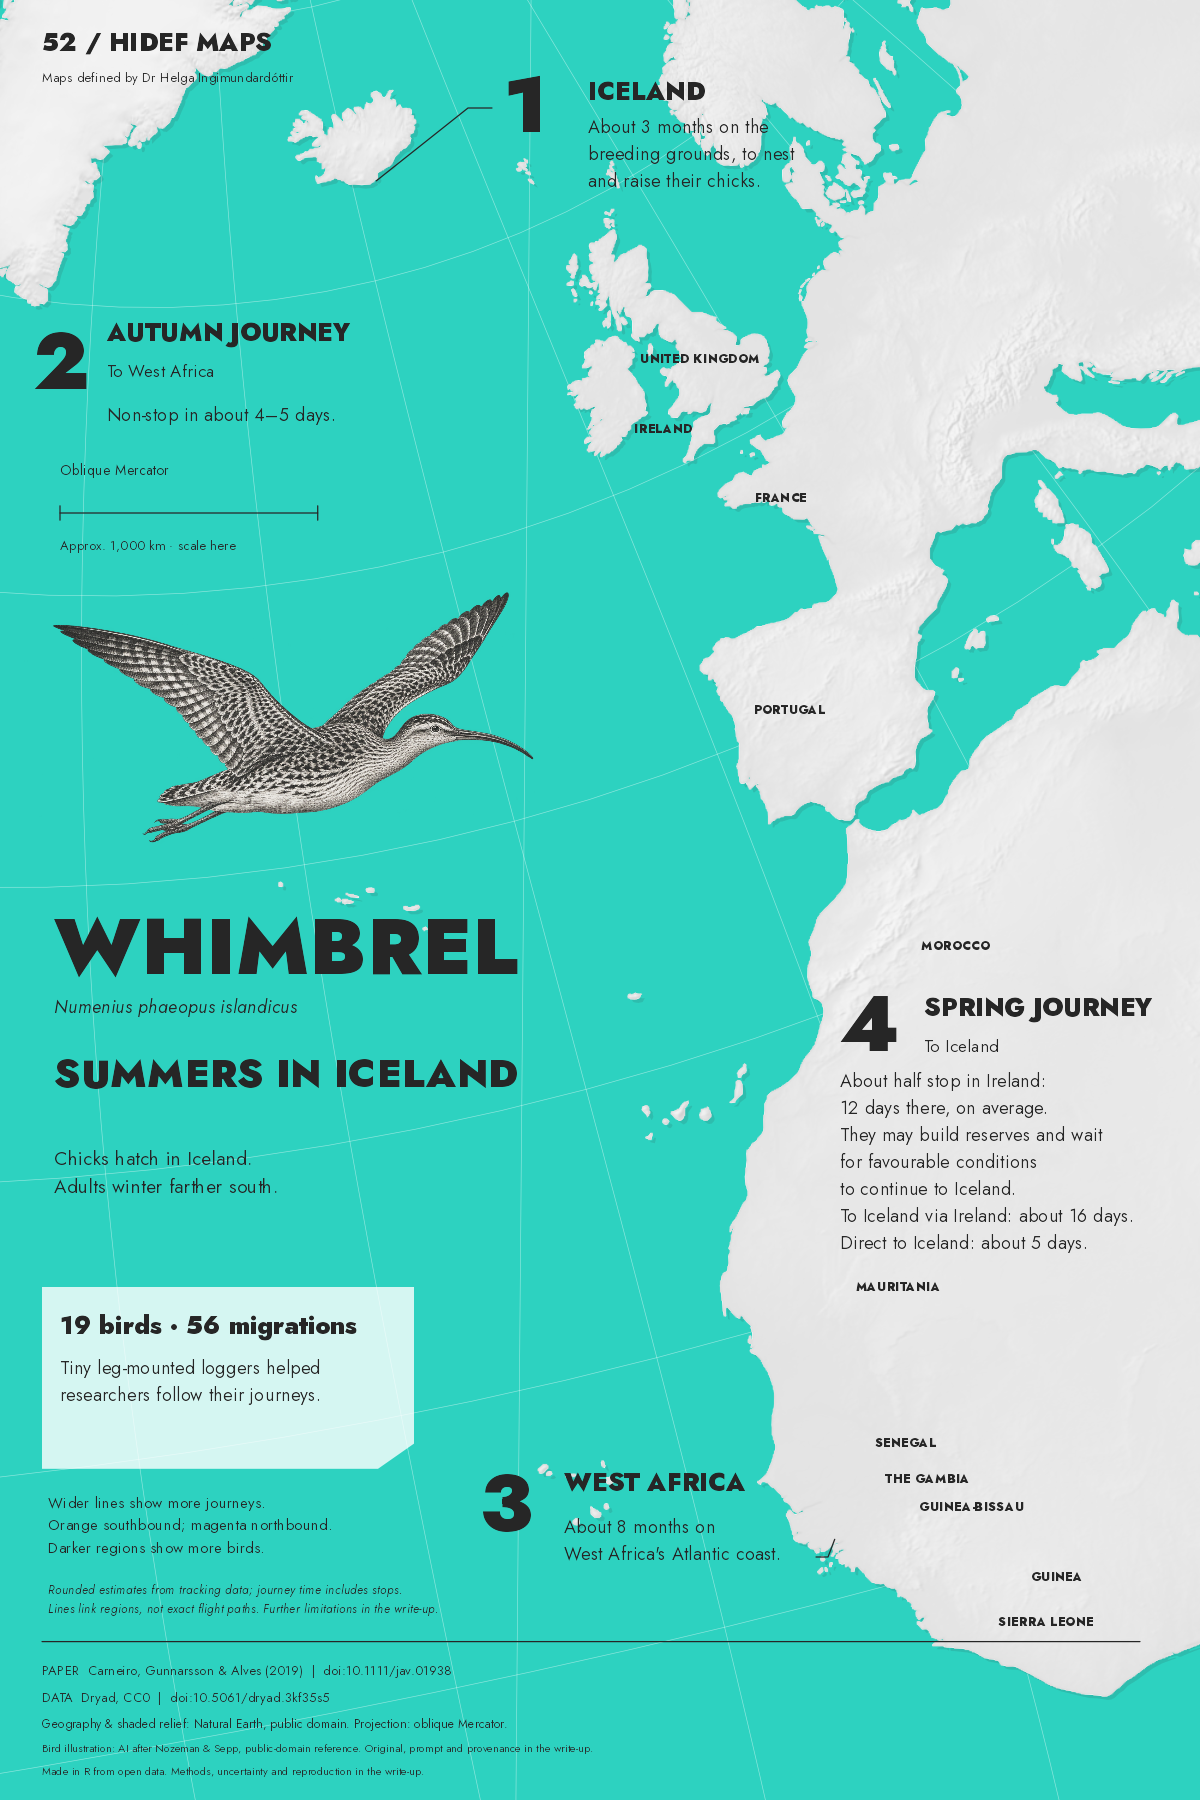 52 / HIDEF MAPS
Maps defined by Dr Helga Ingimundardóttir
1
ICELAND
About 3 months on the
breeding grounds, to nest
and raise their chicks.
2
AUTUMN JOURNEY
To West Africa
Non-stop in about 4–5 days.
UNITED KINGDOM
IRELAND
Oblique Mercator
FRANCE
Approx. 1,000 km · scale here
PORTUGAL
WHIMBREL
Numenius phaeopus islandicus
SUMMERS IN ICELAND
Chicks hatch in Iceland.
Adults winter farther south.
MOROCCO
4
SPRING JOURNEY
To Iceland
About half stop in Ireland:
12 days there, on average.
They may build reserves and wait
for favourable conditions
to continue to Iceland.
To Iceland via Ireland: about 16 days.
Direct to Iceland: about 5 days.
MAURITANIA
19 birds · 56 migrations
Tiny leg-mounted loggers helped
researchers follow their journeys.
SENEGAL
THE GAMBIA
GUINEA-BISSAU
3
WEST AFRICA
About 8 months on
West Africa's Atlantic coast.
GUINEA
SIERRA LEONE
Wider lines show more journeys.
Orange southbound; magenta northbound.
Darker regions show more birds.
Rounded estimates from tracking data; journey time includes stops.
Lines link regions, not exact flight paths. Further limitations in the write-up.
PAPER Carneiro, Gunnarsson & Alves (2019) | doi:10.1111/jav.01938
DATA Dryad, CC0 | doi:10.5061/dryad.3kf35s5
Geography & shaded relief: Natural Earth, public domain. Projection: oblique Mercator.
Bird illustration: AI after Nozeman & Sepp, public-domain reference. Original, prompt and provenance in the write-up.
Made in R from open data. Methods, uncertainty and reproduction in the write-up.